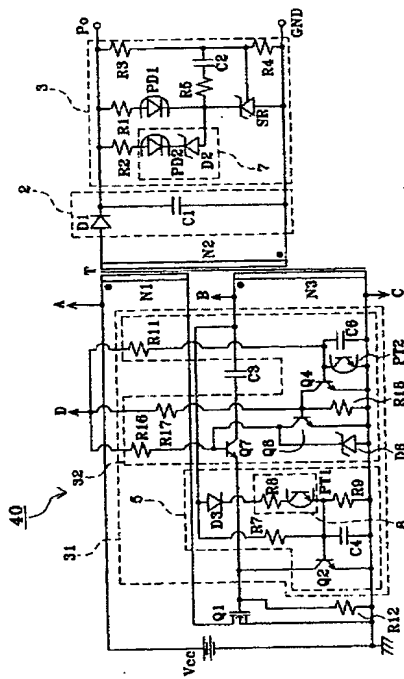 40
Po
GND
3
R3
R4
C2
R5
PD1
R1
SR
R2
PD2
D2
7
2
D1
C1
N2
T
A
N1
B
N3
C
D
R11
C3
C6
PT2
R16
R17
Q4
R15
Q7
Q8
D6
32
31
5
D3
R8
PT1
R7
R9
8
Q2
C4
Q1
R12
Vcc